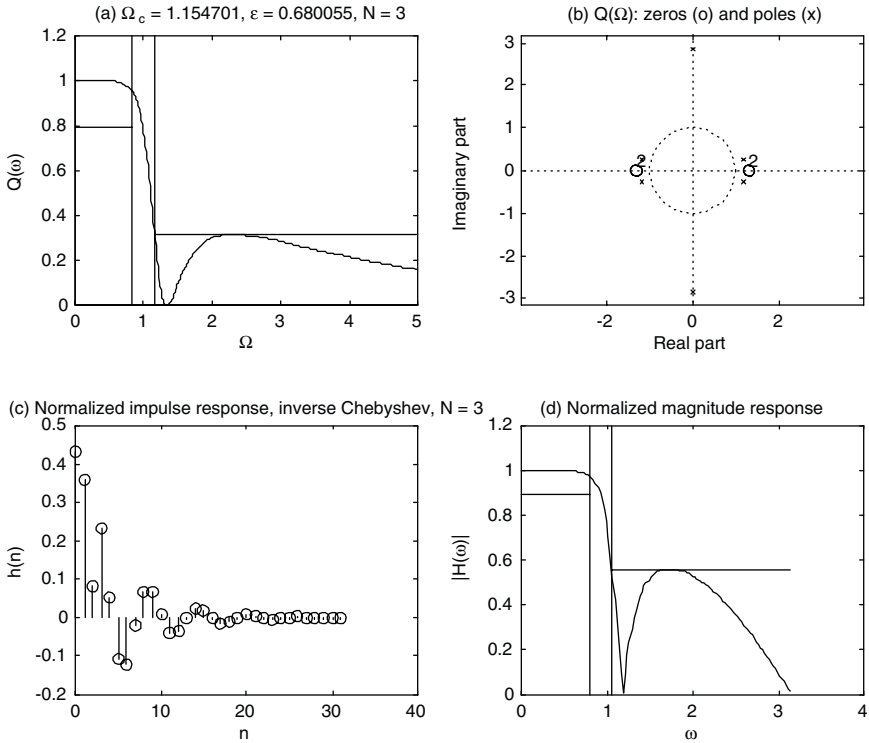 (a) Ω c = 1.154701, ε = 0.680055, N = 3
1.2
1
0.8
0.6
0.4
0.2
0
Q(ω)
0 1 2 3 4 5
Ω
(b) Q(Ω): zeros (o) and poles (x)
3
2
1
0
-1
-2
-3
Imaginary part
2 2
-2 0 2
Real part
(c) Normalized impulse response, inverse Chebyshev, N = 3
0.5
0.4
0.3
0.2
0.1
0
-0.1
-0.2
h(n)
0 10 20 30 40
n
(d) Normalized magnitude response
1.2
1
0.8
0.6
0.4
0.2
0
|H(ω)|
0 1 2 3 4
ω